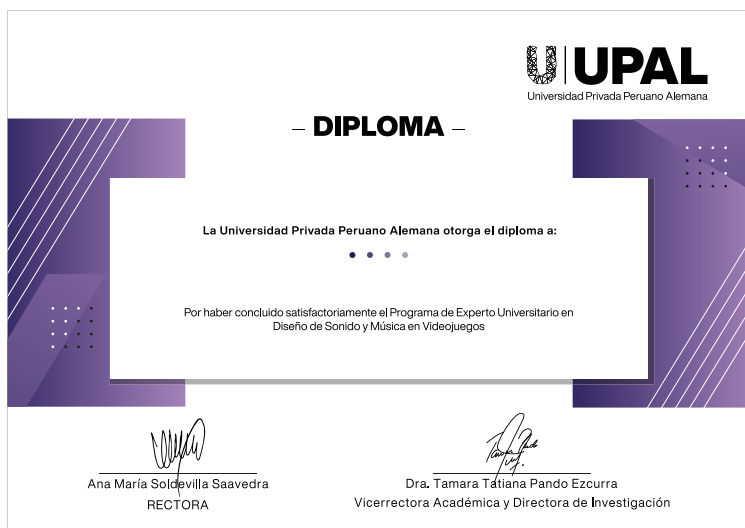 UPAL
Universidad Privada Peruano Alemana
– DIPLOMA –
La Universidad Privada Peruano Alemana otorga el diploma a:
Por haber concluido satisfactoriamente el Programa de Experto Universitario en
Diseño de Sonido y Música en Videojuegos
Ana María Soldevilla Saavedra
RECTORA
Dra. Tamara Tatiana Pando Ezcurra
Vicerrectora Académica y Directora de Investigación